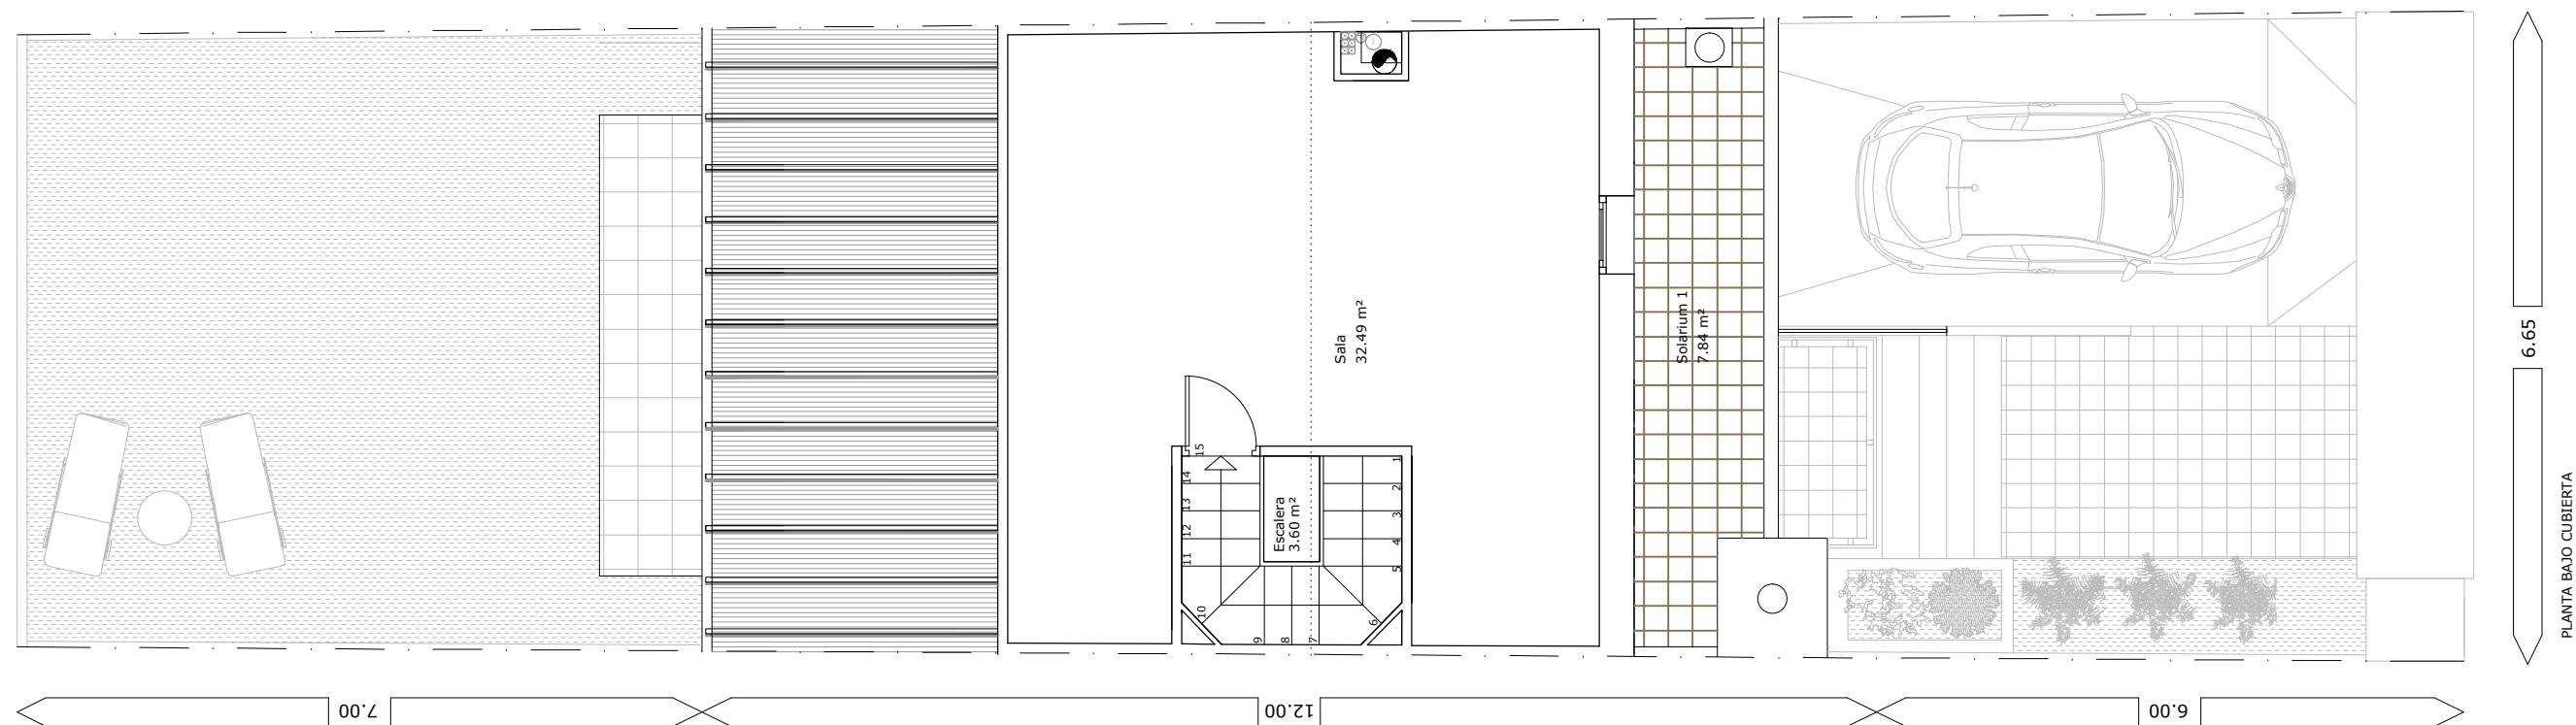 Sala
32.49 m²
Solarium 1
7.84 m²
Escalera
3.60 m²
1
2
3
4
5
6
7
8
9
10
11
12
13
14
15
7.00
12.00
6.00
6.65
PLANTA BAJO CUBIERTA